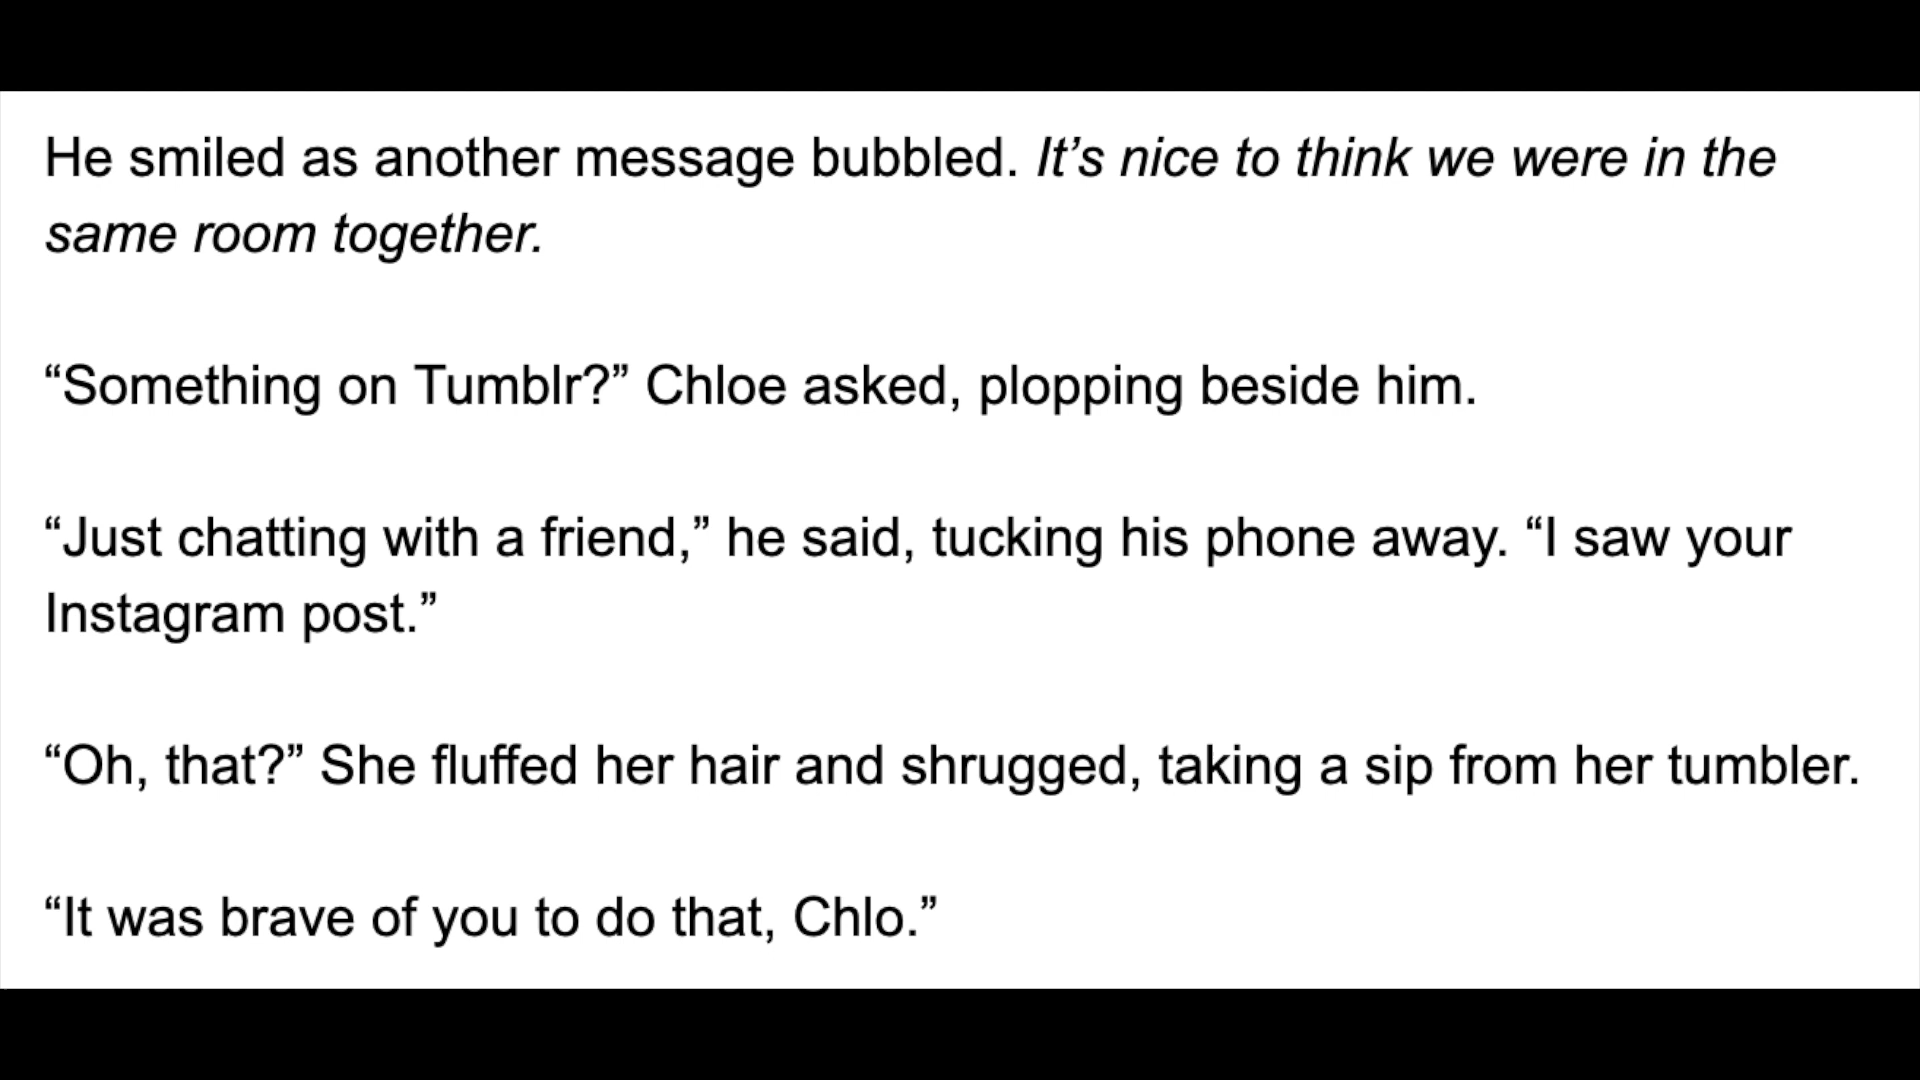 He smiled as another message bubbled. It’s nice to think we were in the
same room together.
“Something on Tumblr?” Chloe asked, plopping beside him.
“Just chatting with a friend,” he said, tucking his phone away. “I saw your
Instagram post.”
“Oh, that?” She fluffed her hair and shrugged, taking a sip from her tumbler.
“It was brave of you to do that, Chlo.”